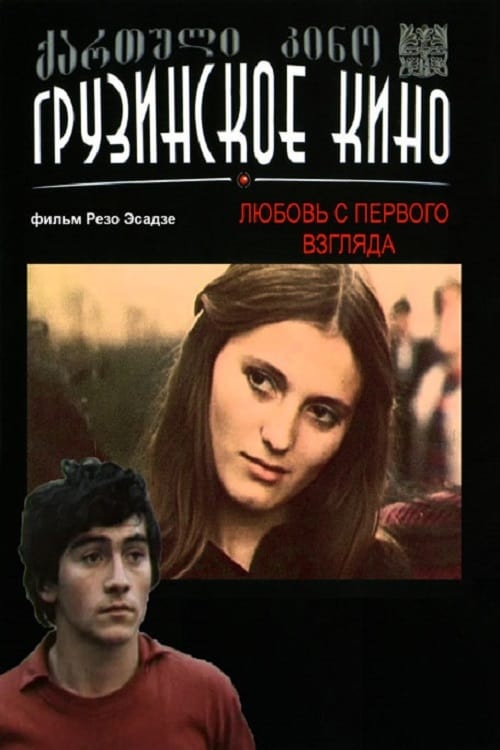 ქართული კინო
ГРУЗИНСКОЕ КИНО
фильм Резо Эсадзе
ЛЮБОВЬ С ПЕРВОГО
ВЗГЛЯДА